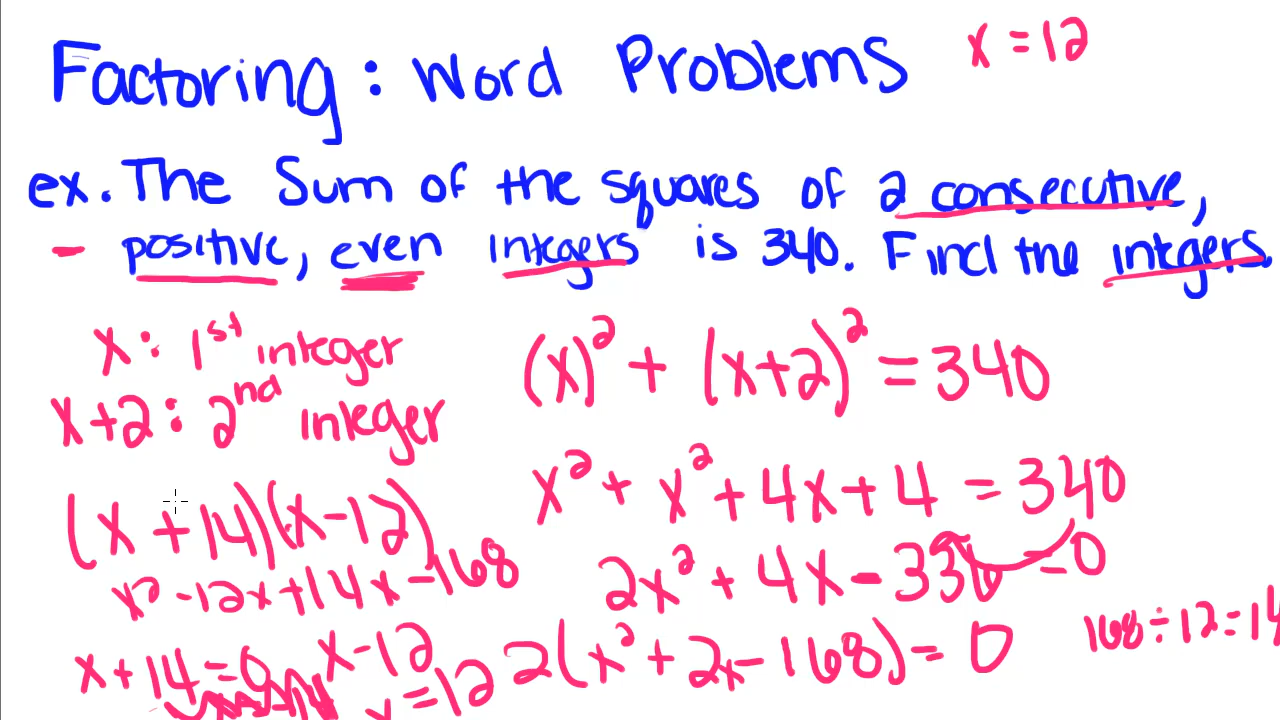 Factoring : Word Problems
x = 12
ex. The Sum of the squares of 2 consecutive,
- positive, even integers is 340. Find the integers.
x : 1st integer
x+2 : 2nd integer
(x)² + (x+2)² = 340
x² + x² + 4x + 4 = 340
2x² + 4x - 336 = 0
2(x² + 2x - 168) = 0
168 ÷ 12 = 14
(x + 14)(x - 12)
x² - 12x + 14x - 168
x + 14 = 0
x - 12
x = 12